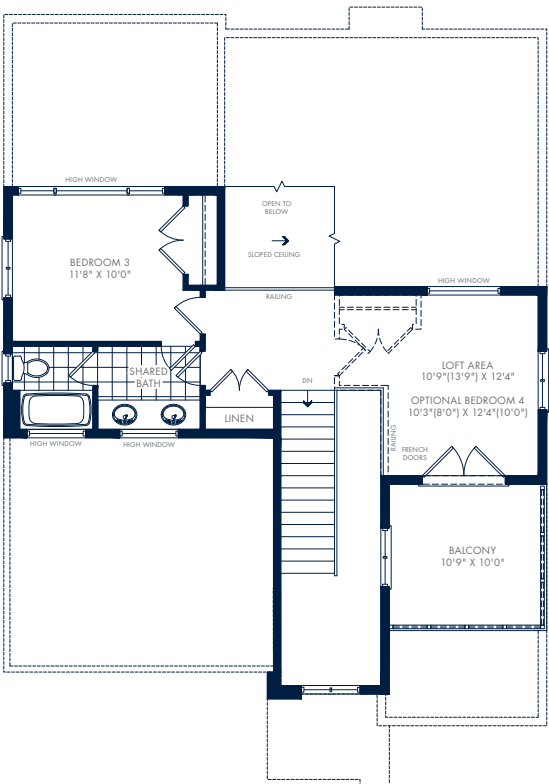 HIGH WINDOW
OPEN TO
BELOW
SLOPED CEILING
BEDROOM 3
11'8" X 10'0"
RAILING
HIGH WINDOW
SHARED
BATH
DN
LINEN
LOFT AREA
10'9"(13'9") X 12'4"
OPTIONAL BEDROOM 4
10'3"(8'0") X 12'4"(10'0")
RAILING
FRENCH
DOORS
HIGH WINDOW
HIGH WINDOW
BALCONY
10'9" X 10'0"